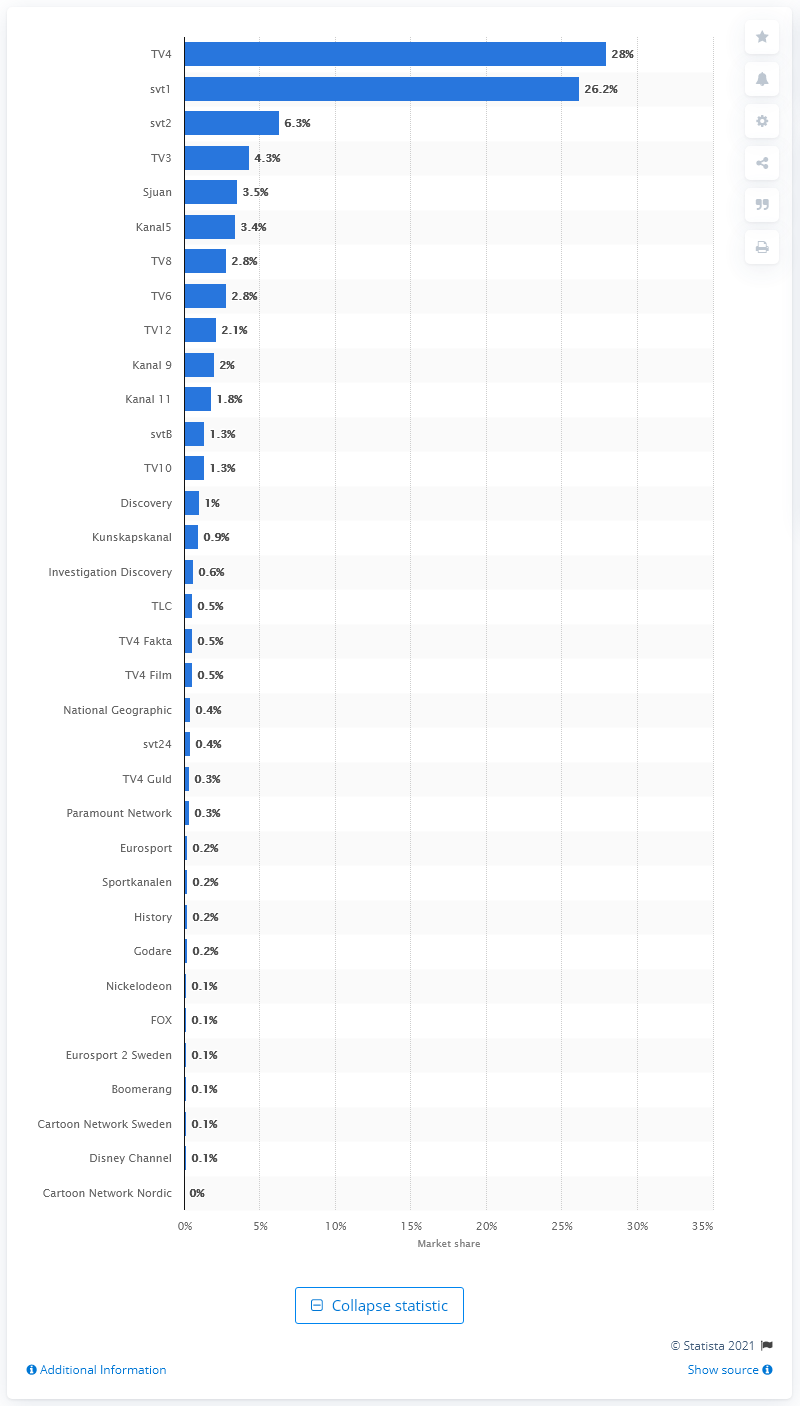 TV4 28%
svt1 26.2%
svt2 6.3%
TV3 4.3%
Sjuan 3.5%
Kanal5 3.4%
TV8 2.8%
TV6 2.8%
TV12 2.1%
Kanal 9 2%
Kanal 11 1.8%
svtB 1.3%
TV10 1.3%
Discovery 1%
Kunskapskanal 0.9%
Investigation Discovery 0.6%
TLC 0.5%
TV4 Fakta 0.5%
TV4 Film 0.5%
National Geographic 0.4%
svt24 0.4%
TV4 Guld 0.3%
Paramount Network 0.3%
Eurosport 0.2%
Sportkanalen 0.2%
History 0.2%
Godare 0.2%
Nickelodeon 0.1%
FOX 0.1%
Eurosport 2 Sweden 0.1%
Boomerang 0.1%
Cartoon Network Sweden 0.1%
Disney Channel 0.1%
Cartoon Network Nordic 0%
0% 5% 10% 15% 20% 25% 30% 35%
Market share
Collapse statistic
© Statista 2021
Additional Information Show source